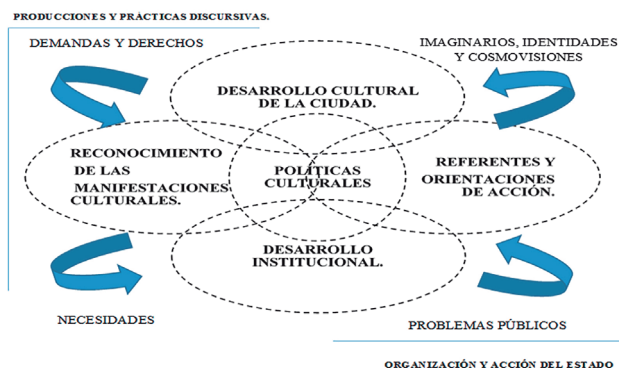 PRODUCCIONES Y PRÁCTICAS DISCURSIVAS.
DEMANDAS Y DERECHOS
IMAGINARIOS, IDENTIDADES
Y COSMOVISIONES
DESARROLLO CULTURAL
DE LA CIUDAD.
RECONOCIMIENTO
DE LAS
MANIFESTACIONES
CULTURALES.
POLÍTICAS
CULTURALES
REFERENTES Y
ORIENTACIONES
DE ACCIÓN.
DESARROLLO
INSTITUCIONAL.
NECESIDADES
PROBLEMAS PÚBLICOS
ORGANIZACIÓN Y ACCIÓN DEL ESTADO